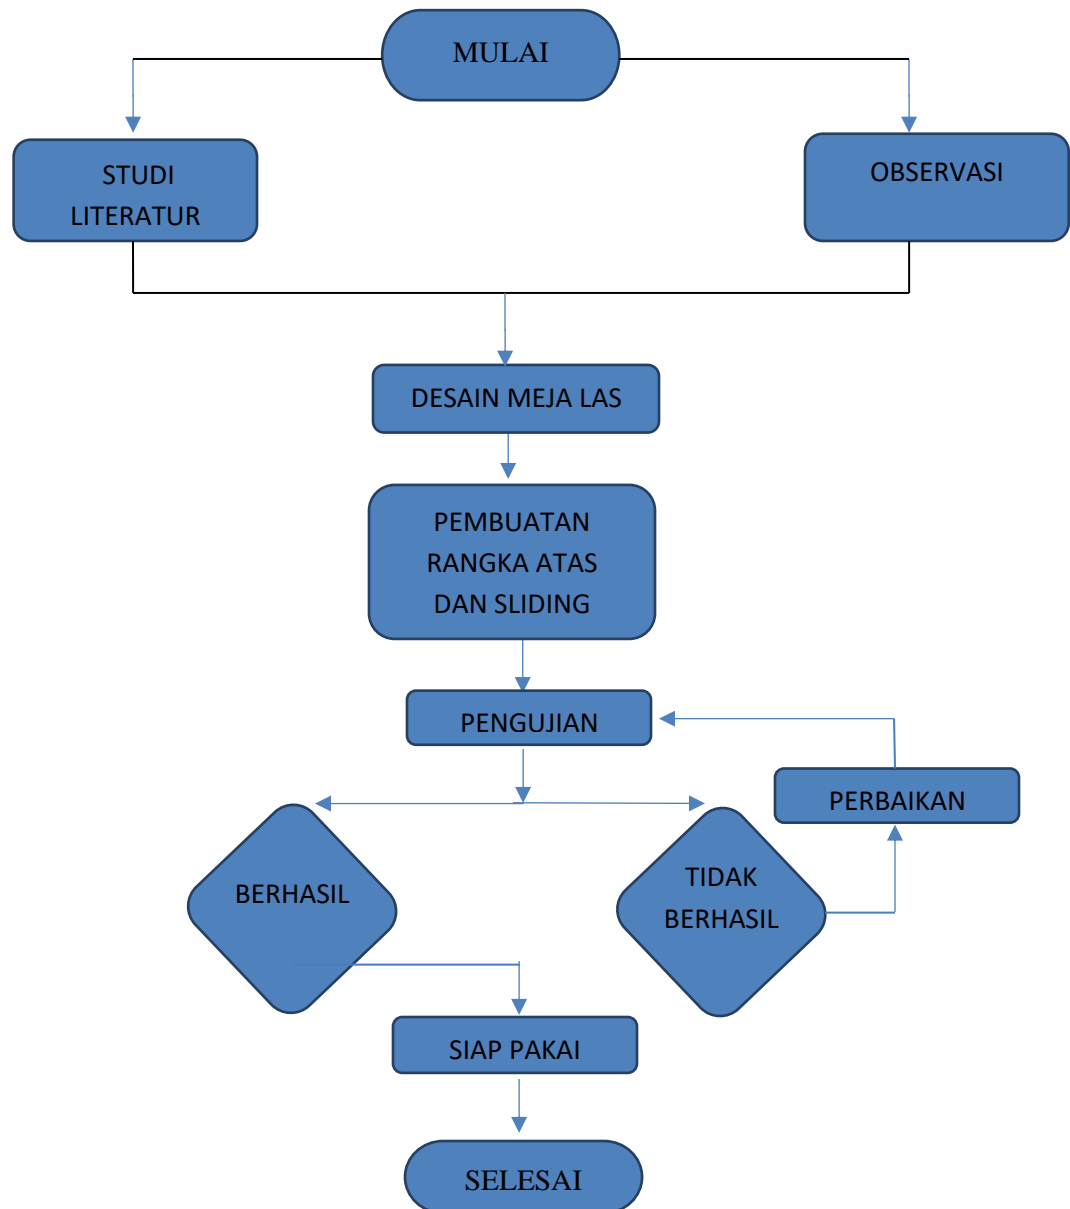 MULAI
STUDI
LITERATUR
OBSERVASI
DESAIN MEJA LAS
PEMBUATAN
RANGKA ATAS
DAN SLIDING
PENGUJIAN
PERBAIKAN
BERHASIL
TIDAK
BERHASIL
SIAP PAKAI
SELESAI